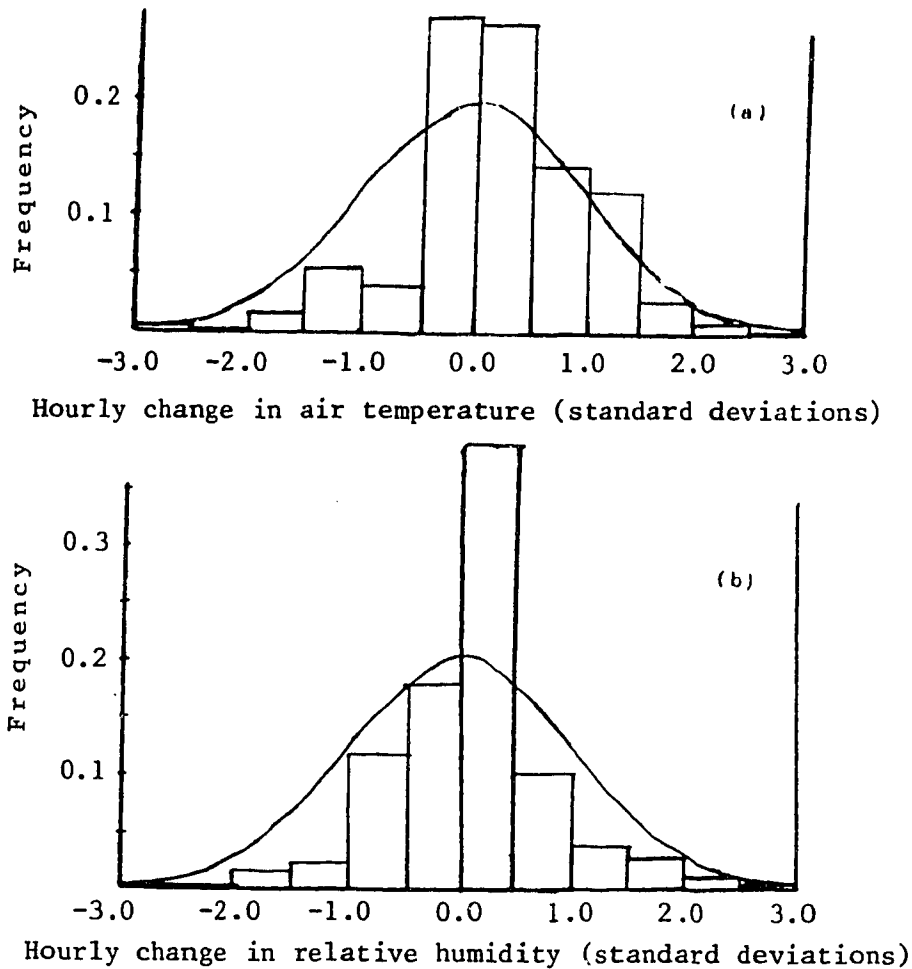 Frequency
0.2
0.1
(a)
-3.0 -2.0 -1.0 0.0 1.0 2.0 3.0
Hourly change in air temperature (standard deviations)
Frequency
0.3
0.2
0.1
(b)
-3.0 -2.0 -1.0 0.0 1.0 2.0 3.0
Hourly change in relative humidity (standard deviations)